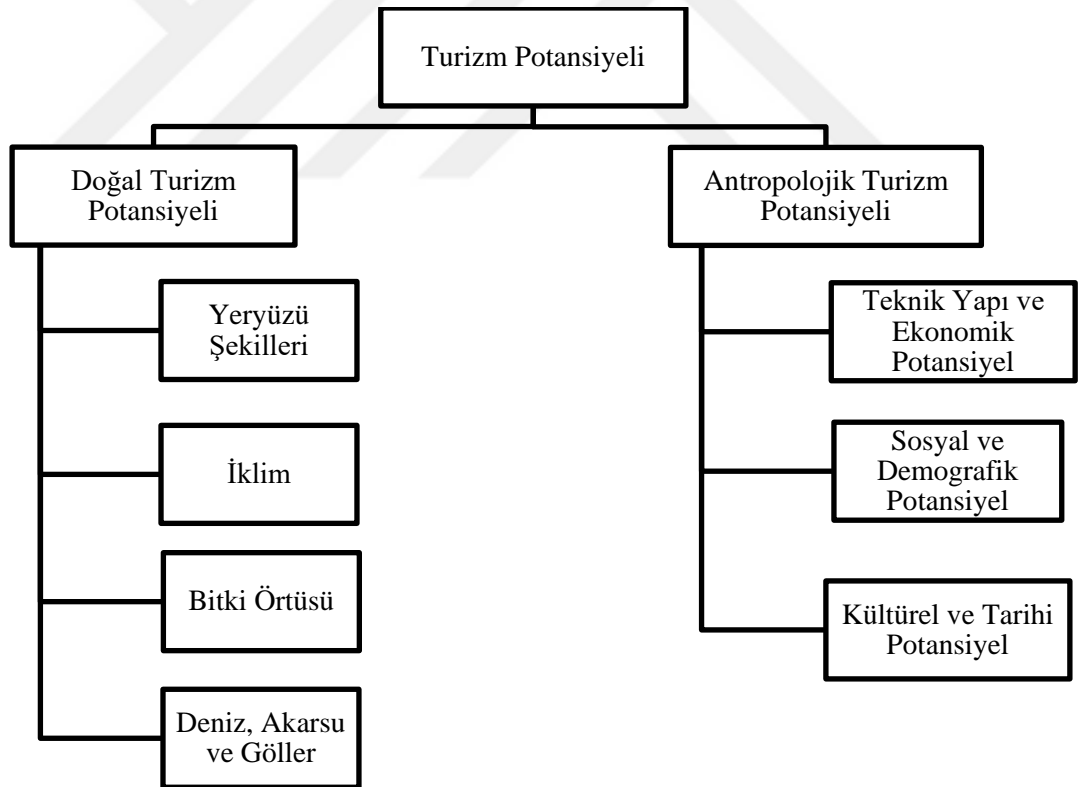 Turizm Potansiyeli
Doğal Turizm
Potansiyeli
Yeryüzü
Şekilleri
İklim
Bitki Örtüsü
Deniz, Akarsu
ve Göller
Antropolojik Turizm
Potansiyeli
Teknik Yapı ve
Ekonomik
Potansiyel
Sosyal ve
Demografik
Potansiyel
Kültürel ve Tarihi
Potansiyel